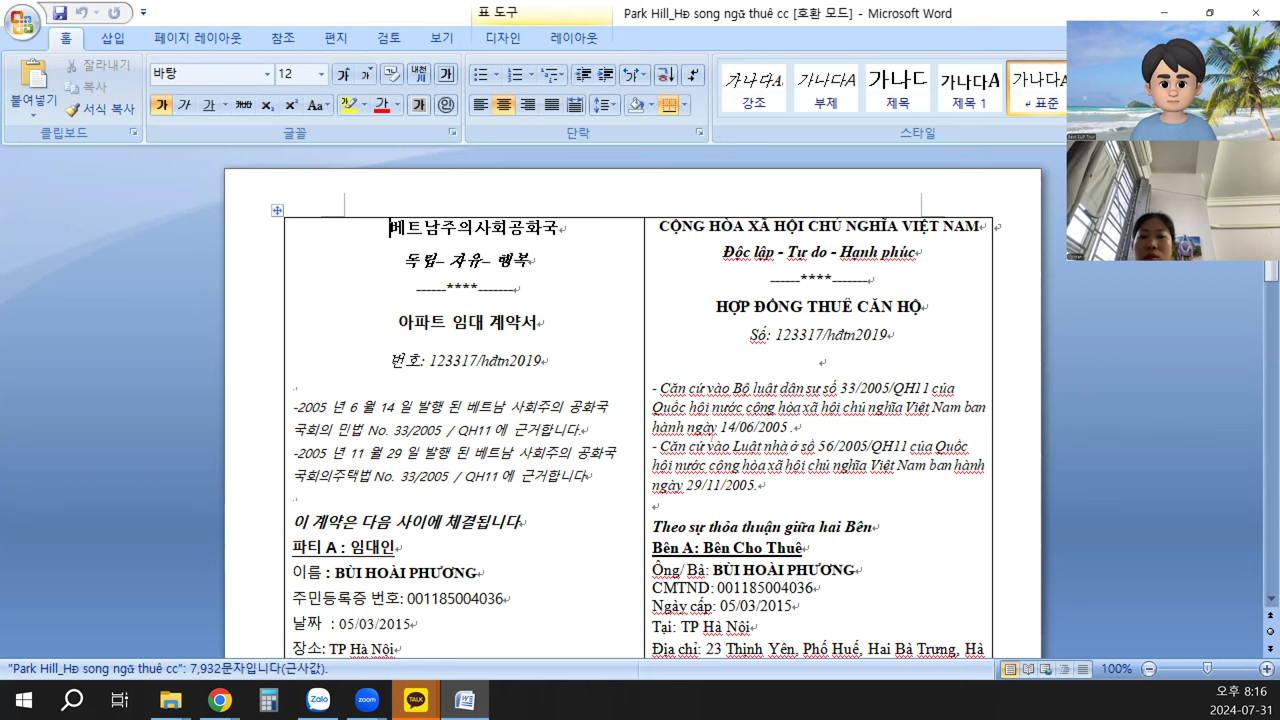 표 도구
Park Hill_HĐ song ngữ thuê cc [호환 모드] - Microsoft Word
홈
삽입
페이지 레이아웃
참조
편지
검토
보기
디자인
레이아웃
붙여넣기
잘라내기
복사
서식 복사
클립보드
바탕
12
글꼴
단락
가나다A
가나다A
가나다
가나다A
가나다A
강조
부제
제목
제목 1
표준
스타일
베트남주의사회공화국
독립– 자유– 행복
------****-------
아파트 임대 계약서
번호: 123317/hđtn2019
-2005 년 6 월 14 일 발행 된 베트남 사회주의 공화국
국회의 민법 No. 33/2005 / QH11 에 근거합니다.
-2005 년 11 월 29 일 발행 된 베트남 사회주의 공화국
국회의주택법 No. 33/2005 / QH11 에 근거합니다
이 계약은 다음 사이에 체결됩니다
파티 A : 임대인
이름 : BÙI HOÀI PHƯƠNG
주민등록증 번호: 001185004036
날짜 : 05/03/2015
장소: TP Hà Nội
CỘNG HÒA XÃ HỘI CHỦ NGHĨA VIỆT NAM
Độc lập - Tự do - Hạnh phúc
------****-------
HỢP ĐỒNG THUÊ CĂN HỘ
Số: 123317/hđtn2019
- Căn cứ vào Bộ luật dân sự số 33/2005/QH11 của
Quốc hội nước cộng hòa xã hội chủ nghĩa Việt Nam ban
hành ngày 14/06/2005 .
- Căn cứ vào Luật nhà ở số 56/2005/QH11 của Quốc
hội nước cộng hòa xã hội chủ nghĩa Việt Nam ban hành
ngày 29/11/2005.
Theo sự thỏa thuận giữa hai Bên
Bên A: Bên Cho Thuê
Ông/ Bà: BÙI HOÀI PHƯƠNG
CMTND: 001185004036
Ngày cấp: 05/03/2015
Tại: TP Hà Nội
Địa chỉ: 23 Thịnh Yên, Phố Huế, Hai Bà Trưng, Hà
"Park Hill_HĐ song ngữ thuê cc": 7,932문자입니다(근사값).
100%
Zalo
zoom
TALK
오후 8:16
2024-07-31